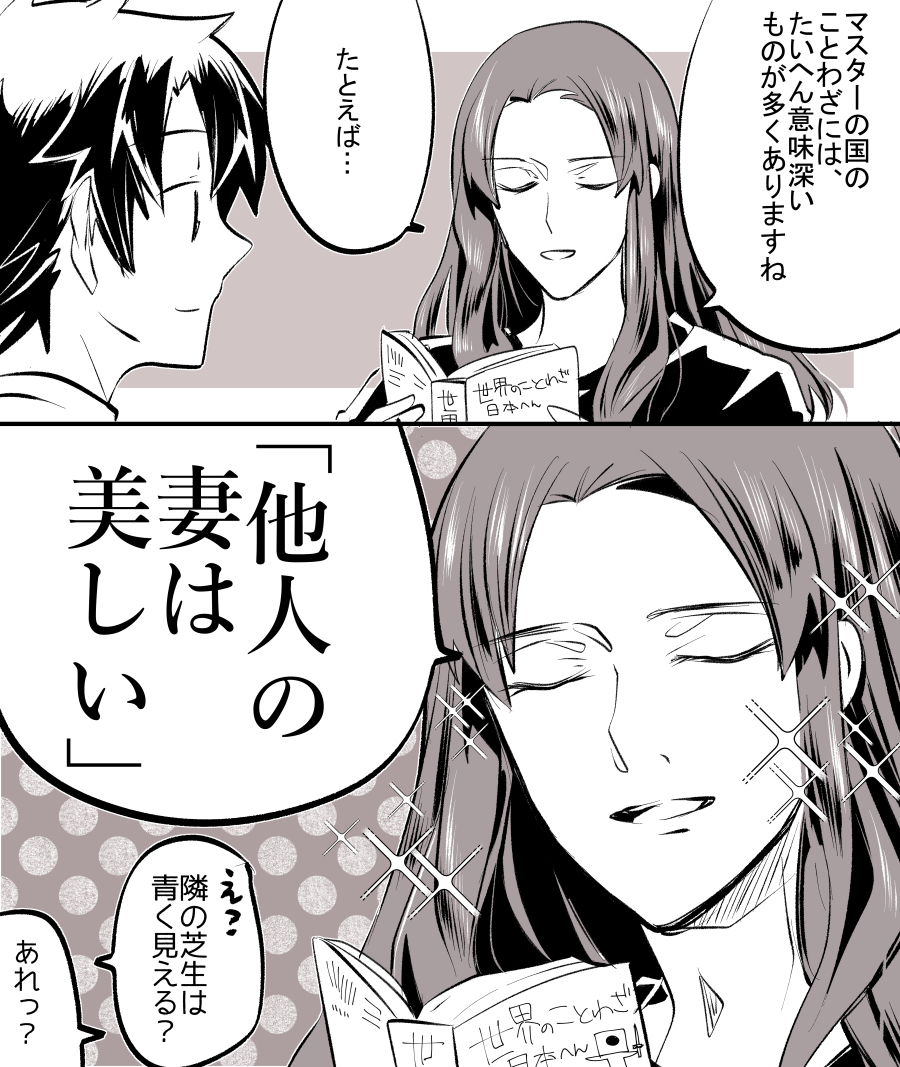 マスターの国の
ことわざには、
たいへん意味深い
ものが多くありますね
たとえば…
世界のことわざ
日本へん
世
界
「他人の
妻は
美しい」
え？
隣の芝生は
青く見える？
あれっ？
世界のことわざ
日本へん
世